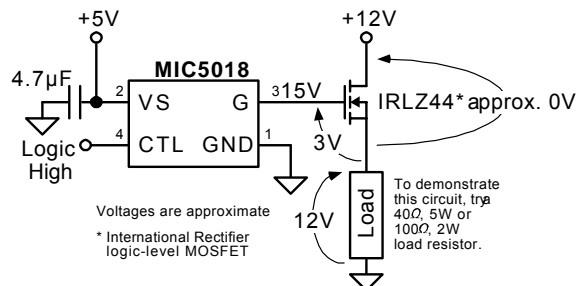 +5V
+12V
4.7µF
MIC5018
2
VS
G
3
15V
IRLZ44*
approx. 0V
4
CTL
GND
1
3V
Logic
High
Load
12V
To demonstrate
this circuit, try a
40Ω, 5W or
100Ω, 2W
load resistor.
Voltages are approximate
* International Rectifier
logic-level MOSFET